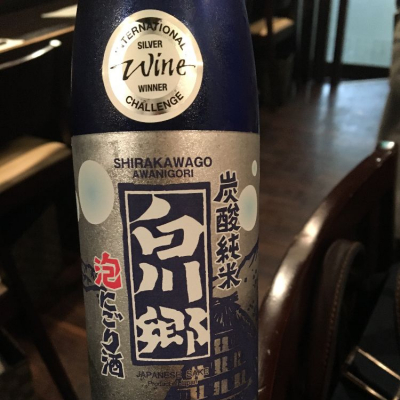 INTERNATIONAL
SILVER
Wine
WINNER
CHALLENGE
SHIRAKAWAGO
AWANIGORI
炭酸純米
白川郷
泡にごり酒
JAPANESE SAKE